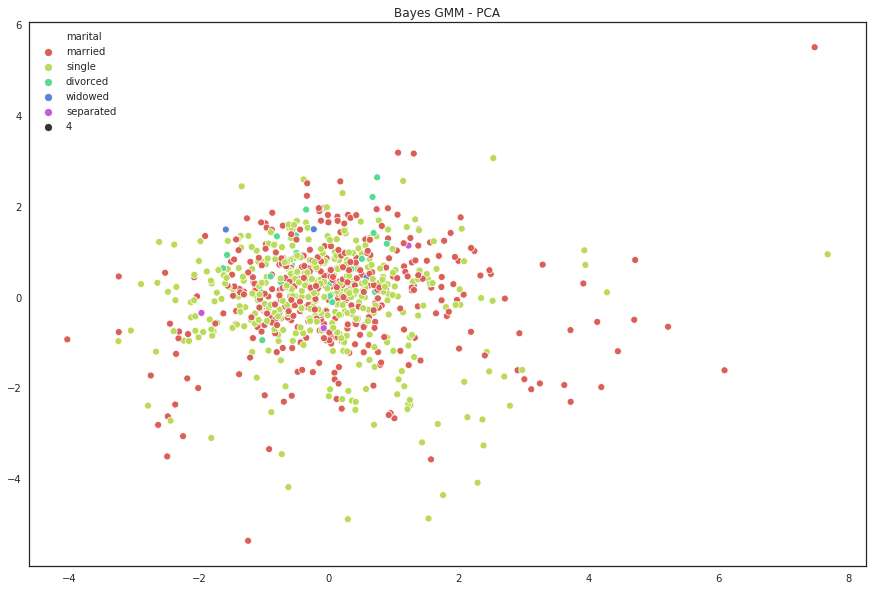 Bayes GMM - PCA
6
4
2
0
−2
−4
marital
married
single
divorced
widowed
separated
4
−4 −2 0 2 4 6 8